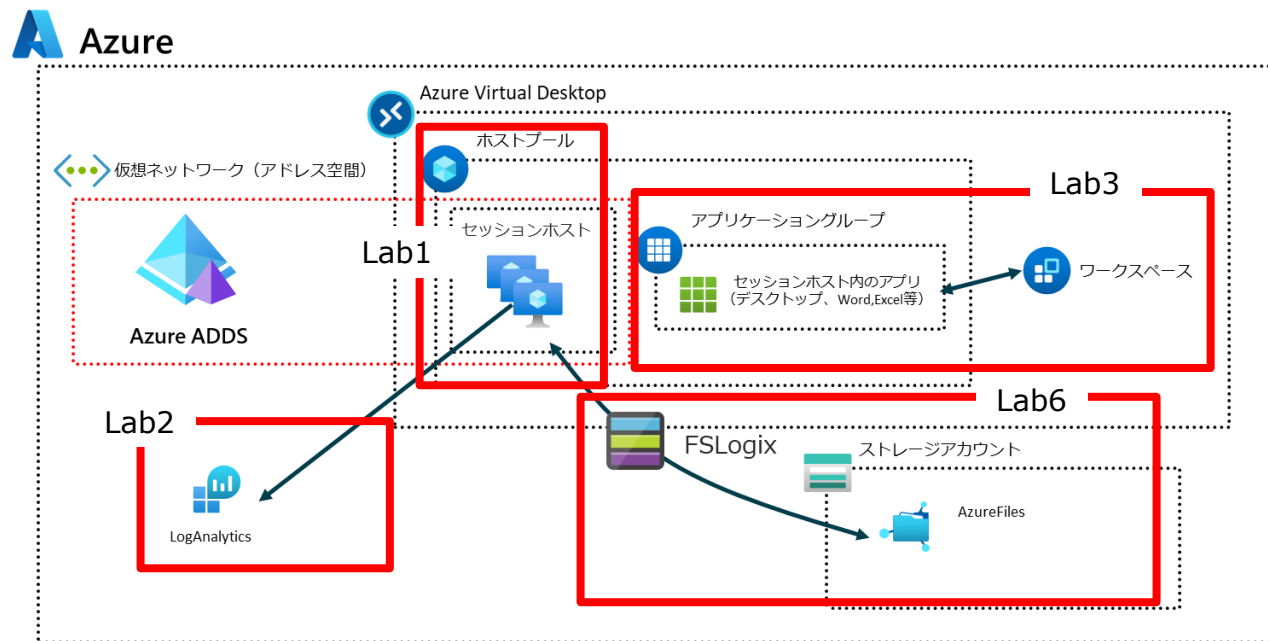 Azure
Azure Virtual Desktop
ホストプール
仮想ネットワーク（アドレス空間）
Lab3
アプリケーショングループ
セッションホスト
Lab1
セッションホスト内のアプリ
（デスクトップ、Word,Excel等）
ワークスペース
Azure ADDS
Lab2
Lab6
FSLogix
ストレージアカウント
AzureFiles
LogAnalytics